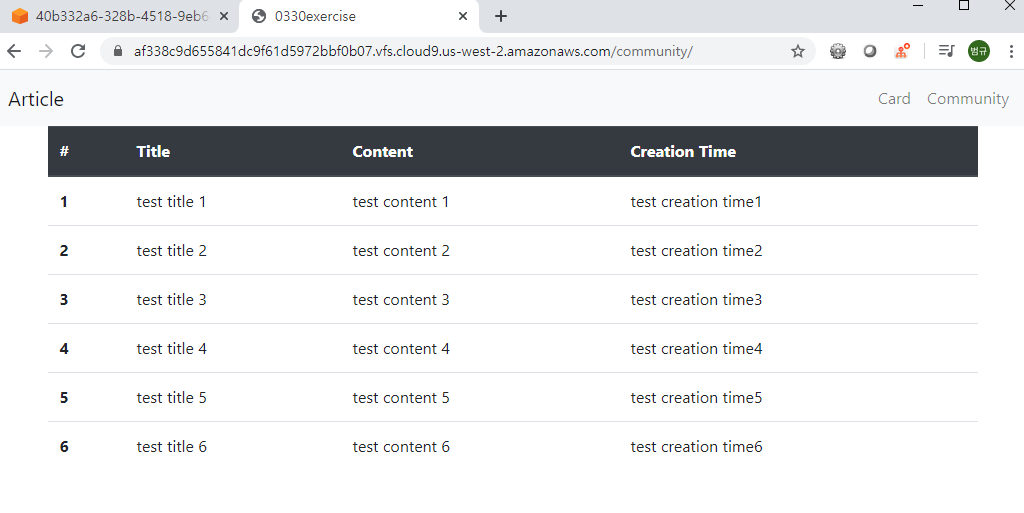 40b332a6-328b-4518-9eb6
0330exercise
af338c9d655841dc9f61d5972bbf0b07.vfs.cloud9.us-west-2.amazonaws.com/community/
범규
Article Card Community
# Title Content Creation Time
1 test title 1 test content 1 test creation time1
2 test title 2 test content 2 test creation time2
3 test title 3 test content 3 test creation time3
4 test title 4 test content 4 test creation time4
5 test title 5 test content 5 test creation time5
6 test title 6 test content 6 test creation time6